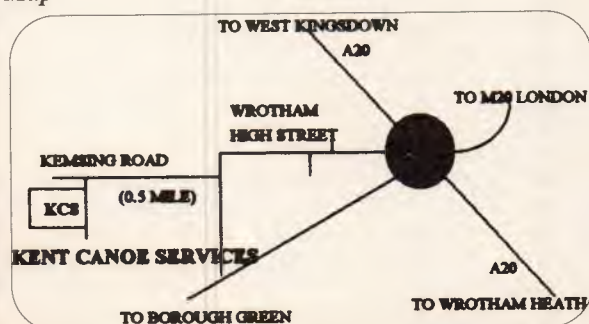 Map
TO WEST KINGSDOWN
A20
TO M20 LONDON
WROTHAM
HIGH STREET
KEMSING ROAD
(0.5 MILE)
KCS
KENT CANOE SERVICES
A20
TO BOROUGH GREEN
TO WROTHAM HEATH